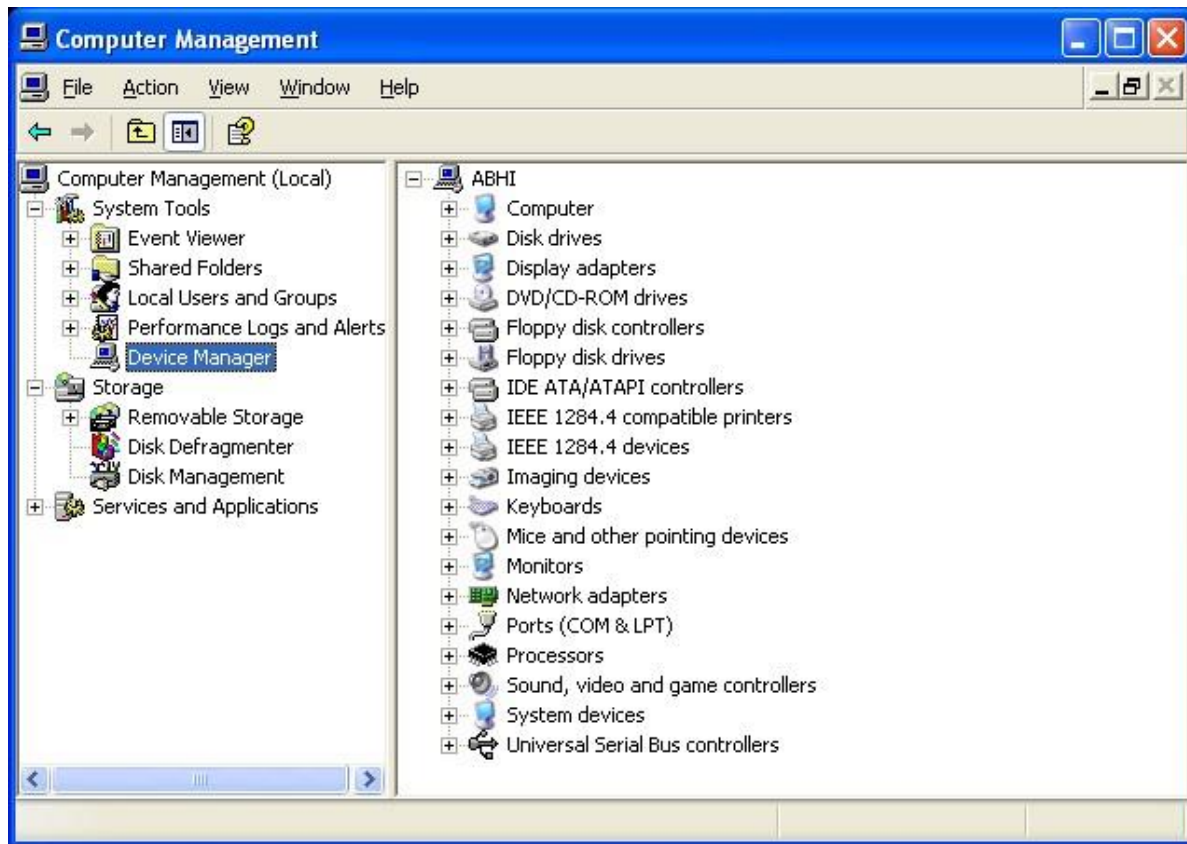 Computer Management
File Action View Window Help
Computer Management (Local)
System Tools
Event Viewer
Shared Folders
Local Users and Groups
Performance Logs and Alerts
Device Manager
Storage
Removable Storage
Disk Defragmenter
Disk Management
Services and Applications
ABHI
Computer
Disk drives
Display adapters
DVD/CD-ROM drives
Floppy disk controllers
Floppy disk drives
IDE ATA/ATAPI controllers
IEEE 1284.4 compatible printers
IEEE 1284.4 devices
Imaging devices
Keyboards
Mice and other pointing devices
Monitors
Network adapters
Ports (COM & LPT)
Processors
Sound, video and game controllers
System devices
Universal Serial Bus controllers